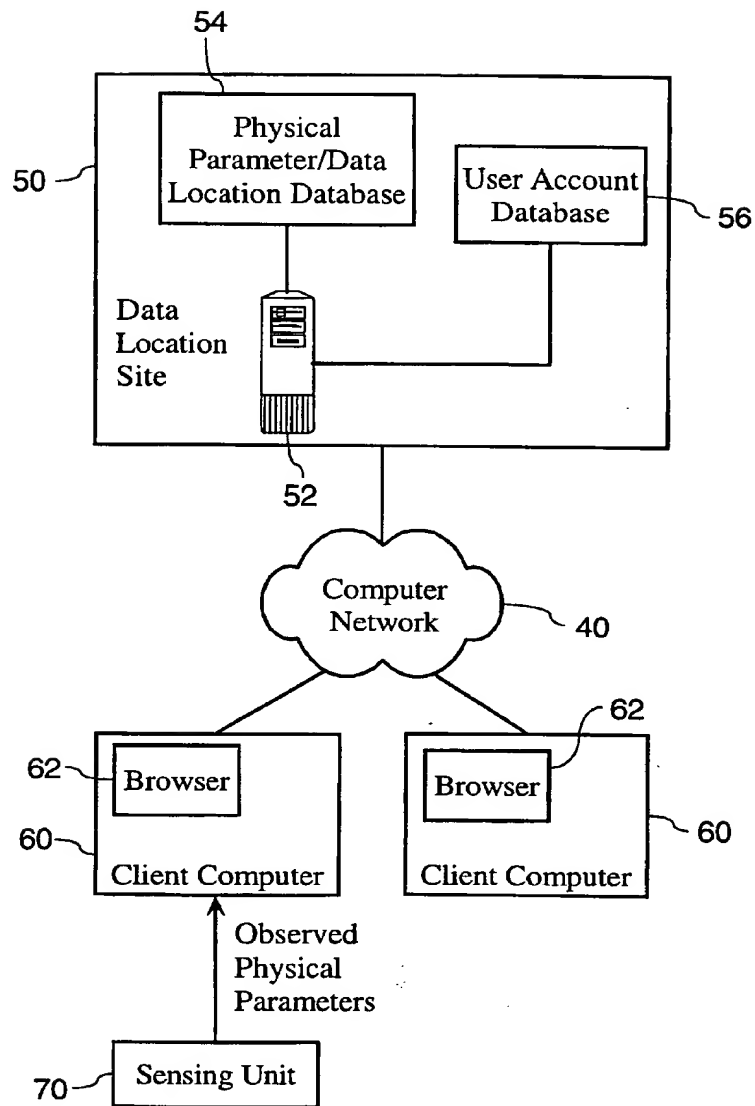 54
Physical
Parameter/Data
Location Database
50
User Account
Database
56
Data
Location
Site
52
Computer
Network
40
62
Browser
60
Client Computer
62
Browser
60
Client Computer
Observed
Physical
Parameters
70
Sensing Unit